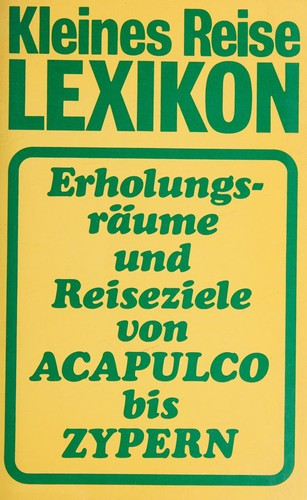 Kleines Reise
LEXIKON
Erholungs-
räume
und
Reiseziele
von
ACAPULCO
bis
ZYPERN